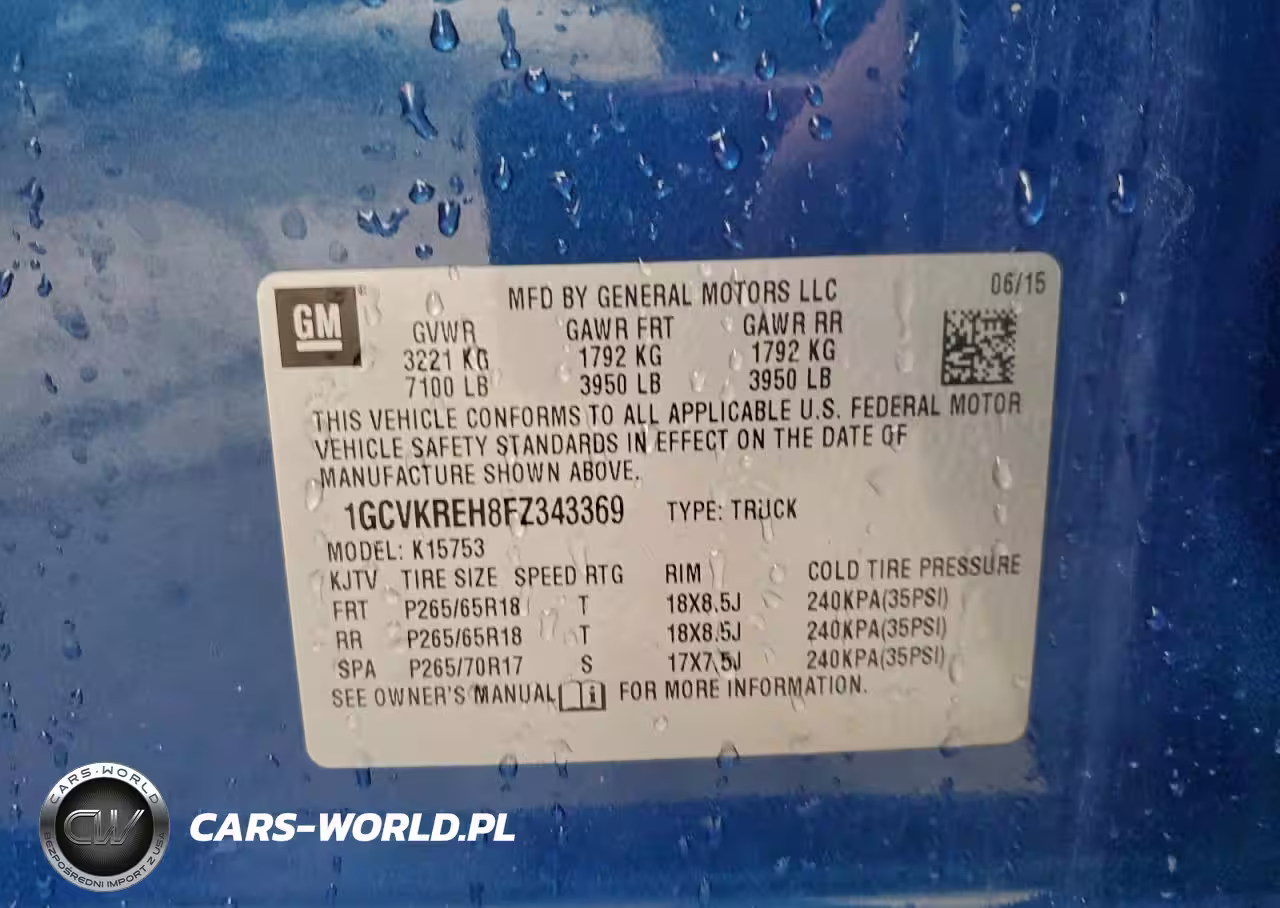 GM
®
MFD BY GENERAL MOTORS LLC
06/15
GVWR GAWR FRT GAWR RR
3221 KG 1792 KG 1792 KG
7100 LB 3950 LB 3950 LB
THIS VEHICLE CONFORMS TO ALL APPLICABLE U.S. FEDERAL MOTOR
VEHICLE SAFETY STANDARDS IN EFFECT ON THE DATE OF
MANUFACTURE SHOWN ABOVE.
1GCVKREH8FZ343369 TYPE: TRUCK
MODEL: K15753
KJTV TIRE SIZE SPEED RTG RIM COLD TIRE PRESSURE
FRT P265/65R18 T 18X8.5J 240KPA(35PSI)
RR P265/65R18 T 18X8.5J 240KPA(35PSI)
SPA P265/70R17 S 17X7.5J 240KPA(35PSI)
SEE OWNER'S MANUAL i FOR MORE INFORMATION.
CARS-WORLD
CW
BEZPOŚREDNI IMPORT Z USA
CARS-WORLD.PL